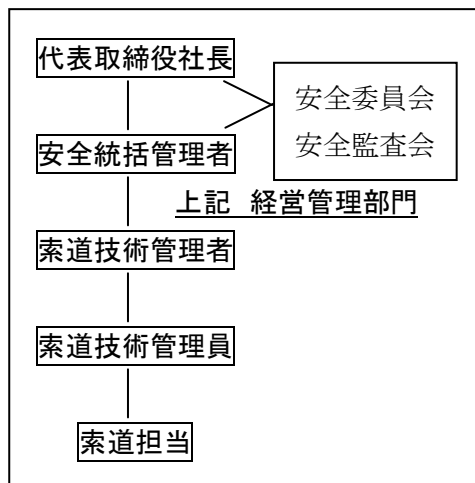 代表取締役社長
安全委員会
安全監査会
安全統括管理者
上記　経営管理部門
索道技術管理者
索道技術管理員
索道担当